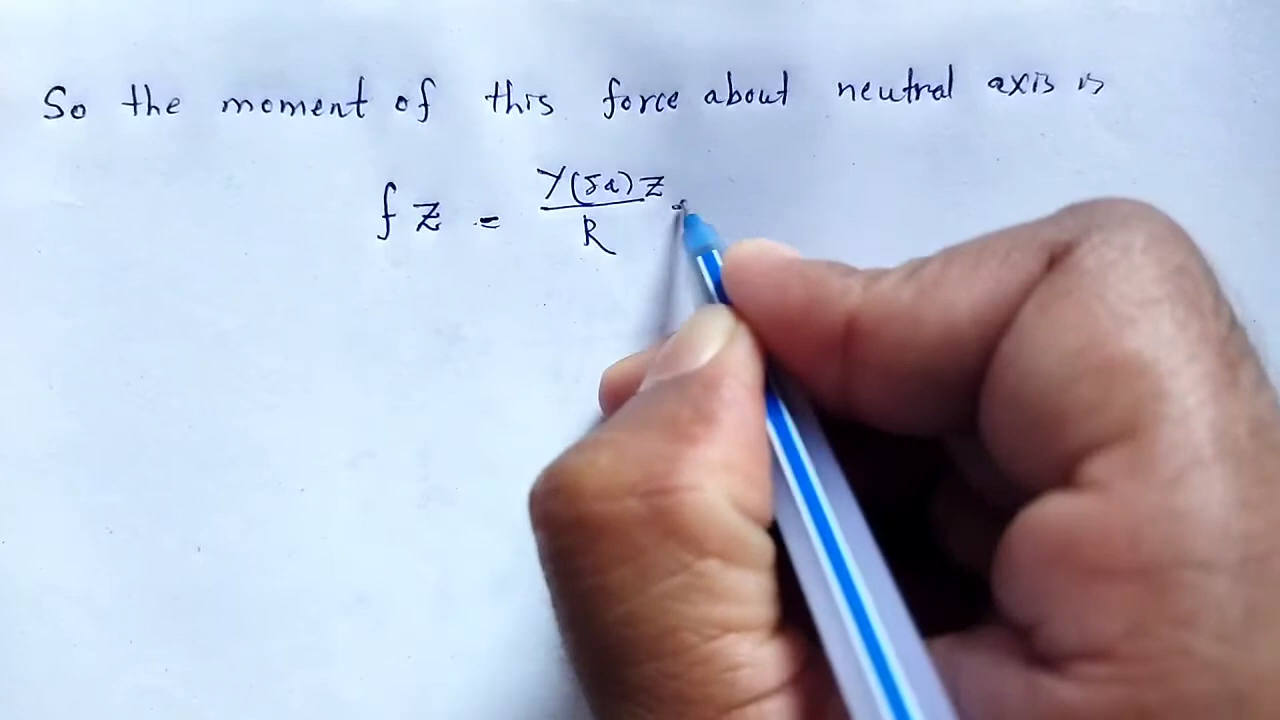 So the moment of this force about neutral axis is
f z = Y(δa) z / R .